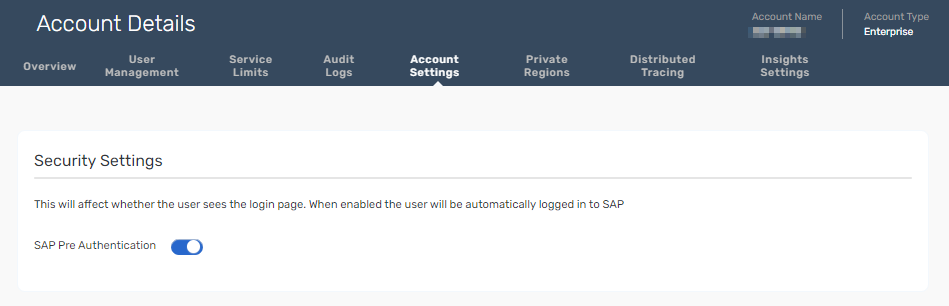 Account Details
Account Name
Account Type
Enterprise
Overview
User
Management
Service
Limits
Audit
Logs
Account
Settings
Private
Regions
Distributed
Tracing
Insights
Settings
Security Settings
This will affect whether the user sees the login page. When enabled the user will be automatically logged in to SAP
SAP Pre Authentication